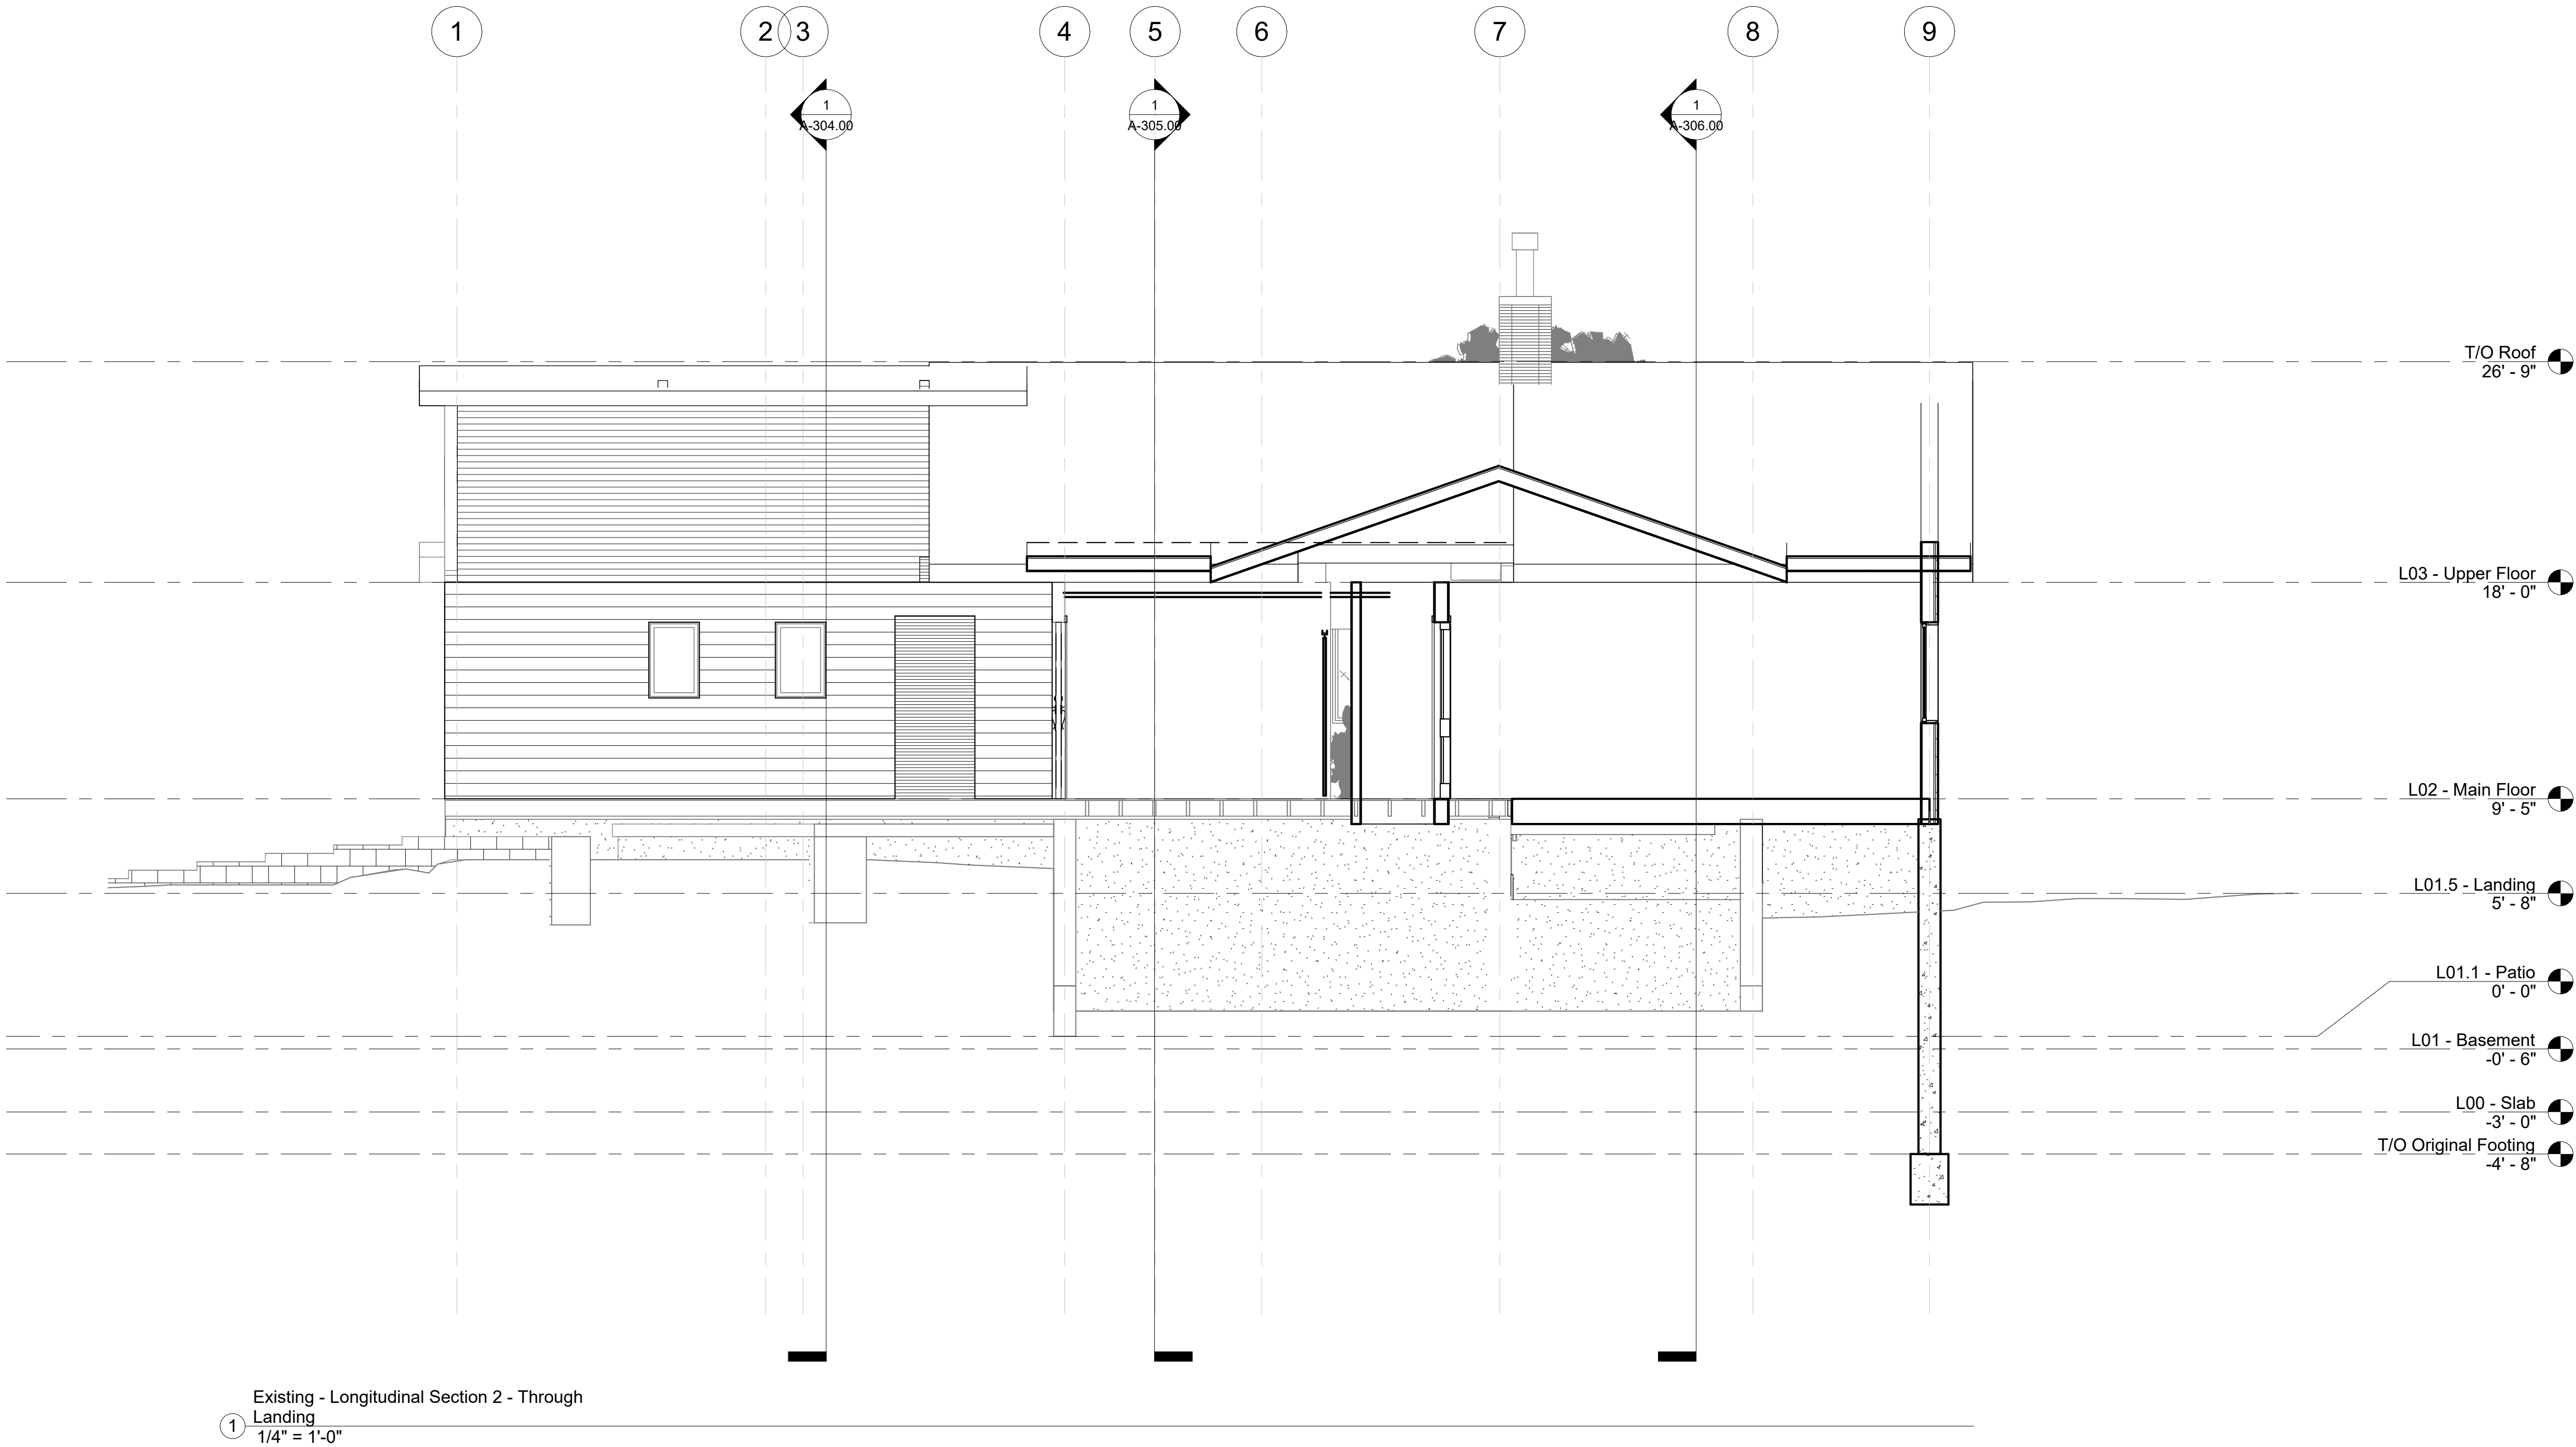 1 2 3 4 5 6 7 8 9
1
A-304.00
1
A-305.00
1
A-306.00
T/O Roof
26' - 9"
L03 - Upper Floor
18' - 0"
L02 - Main Floor
9' - 5"
L01.5 - Landing
5' - 8"
L01.1 - Patio
0' - 0"
L01 - Basement
-0' - 6"
L00 - Slab
-3' - 0"
T/O Original Footing
-4' - 8"
Existing - Longitudinal Section 2 - Through
Landing
1
1/4" = 1'-0"